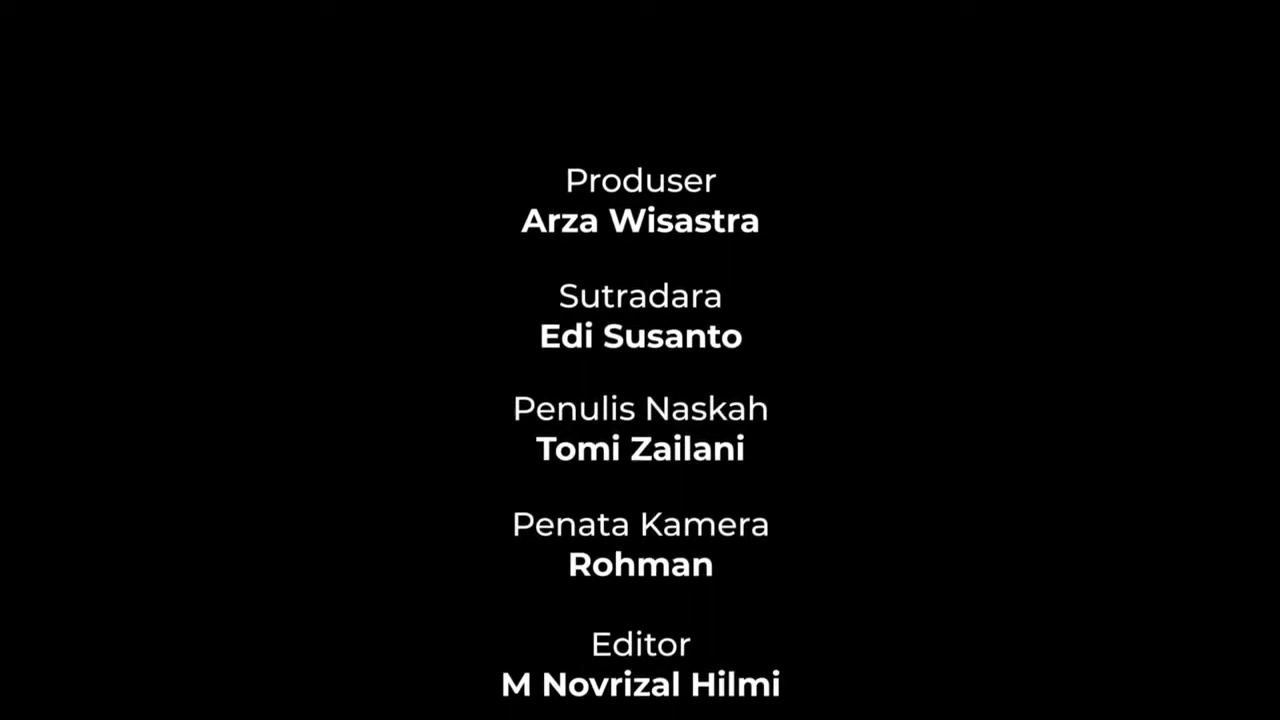 Produser
Arza Wisastra
Sutradara
Edi Susanto
Penulis Naskah
Tomi Zailani
Penata Kamera
Rohman
Editor
M Novrizal Hilmi